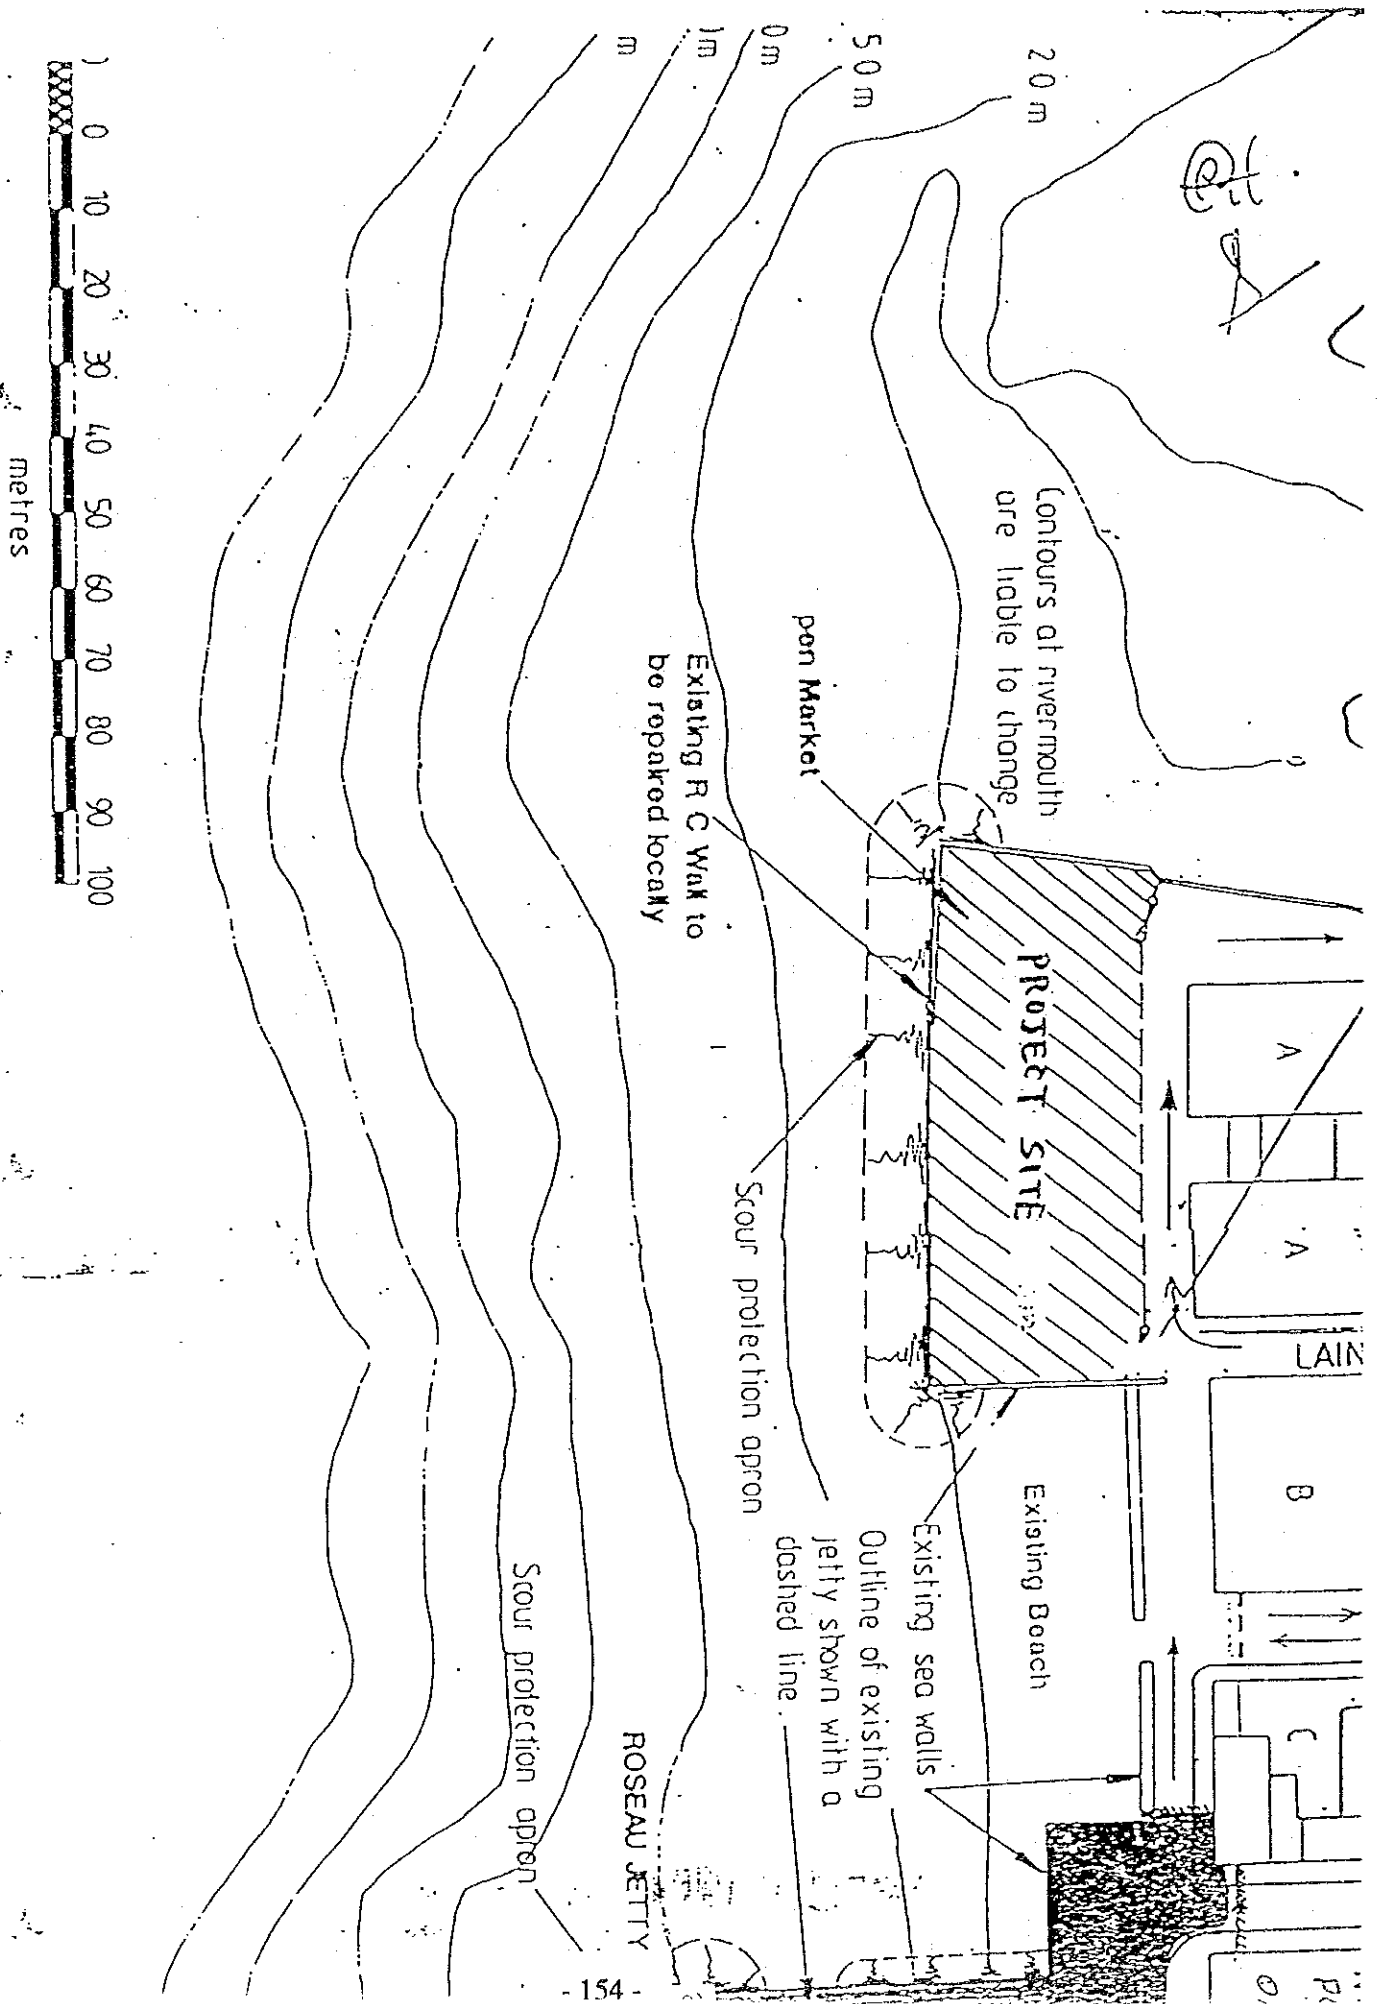 20 m
50 m
0 m
m
m
Contours at rivermouth
are liable to change
pan Market
Existing R C Wall to
be repaired locally
PROJECT SITE
Scour protection apron
A
A
LAIN
B
C
Existing Beach
Existing sea walls
Outline of existing
jetty shown with a
dashed line.
Scour protection apron
ROSEAU JETTY
0 10 20 30 40 50 60 70 80 90 100
metres
- 154 -